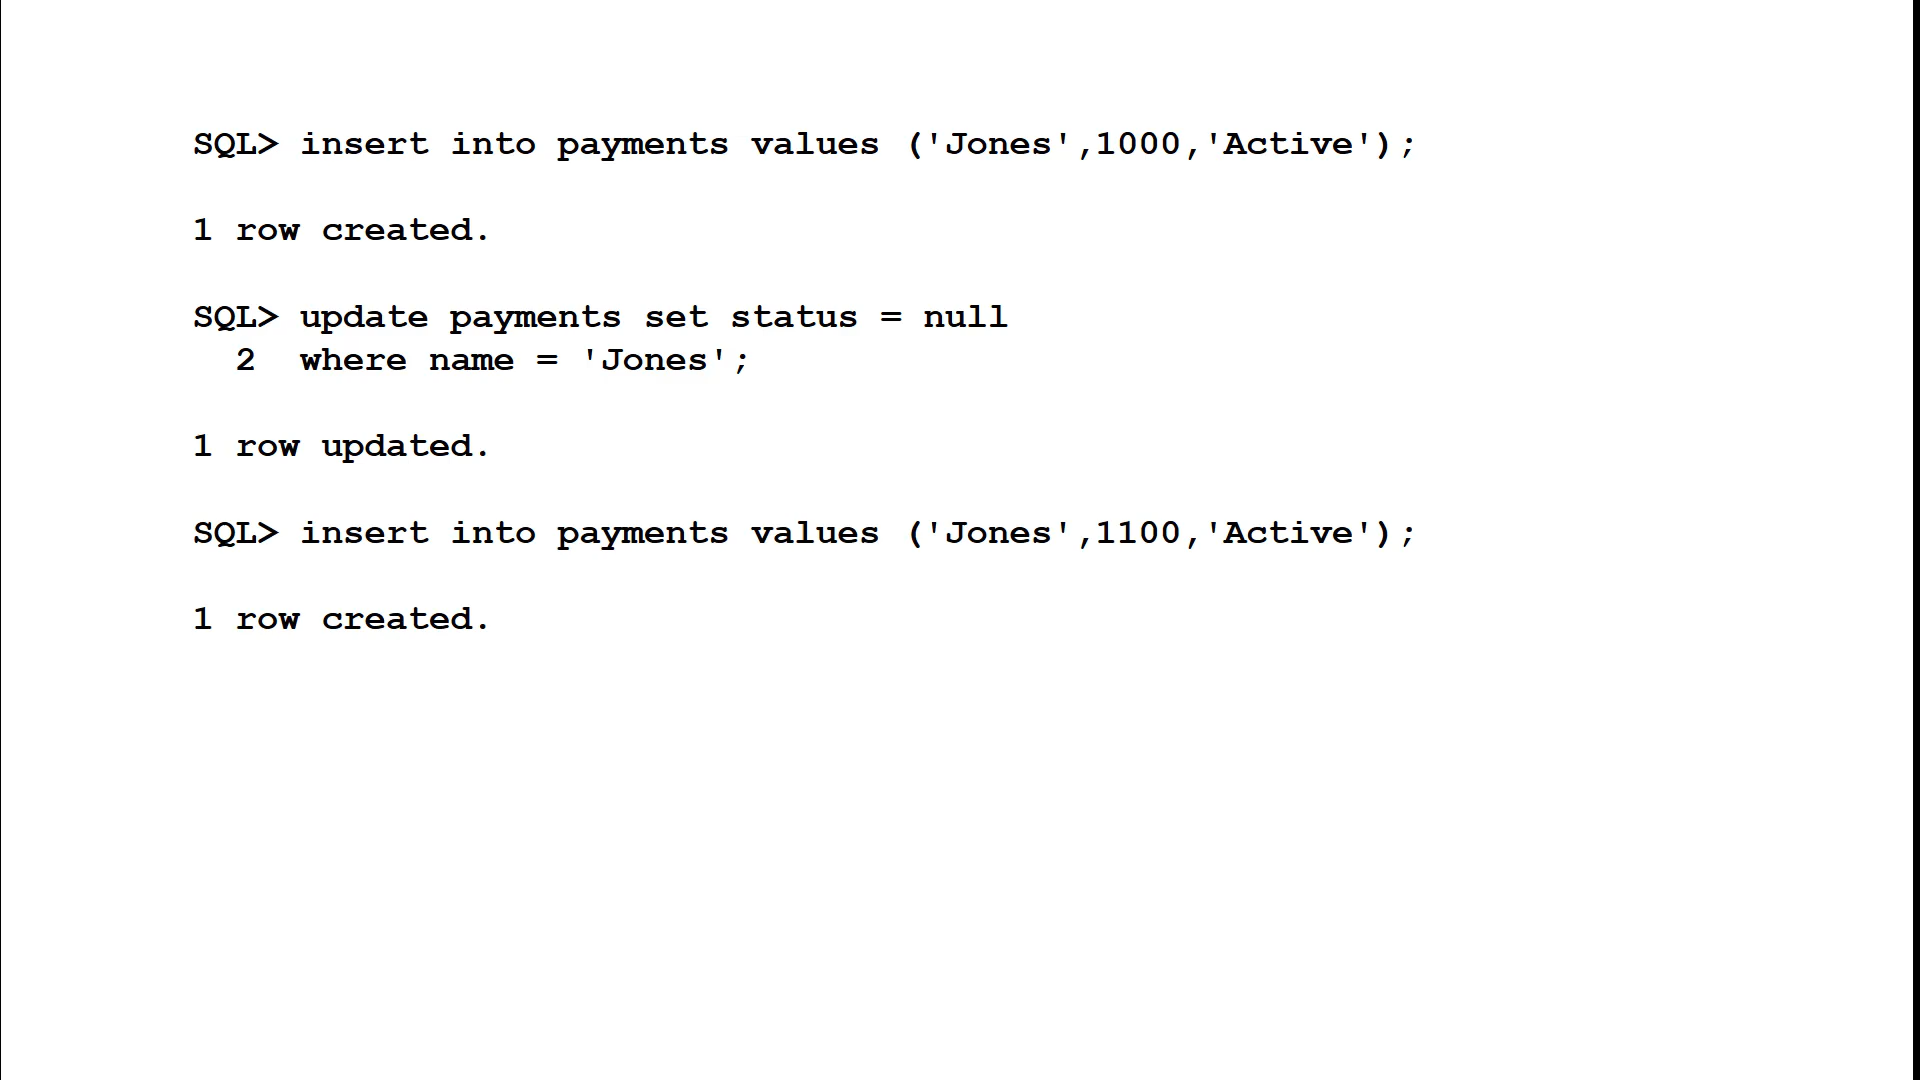 SQL> insert into payments values ('Jones',1000,'Active');
1 row created.
SQL> update payments set status = null
2 where name = 'Jones';
1 row updated.
SQL> insert into payments values ('Jones',1100,'Active');
1 row created.